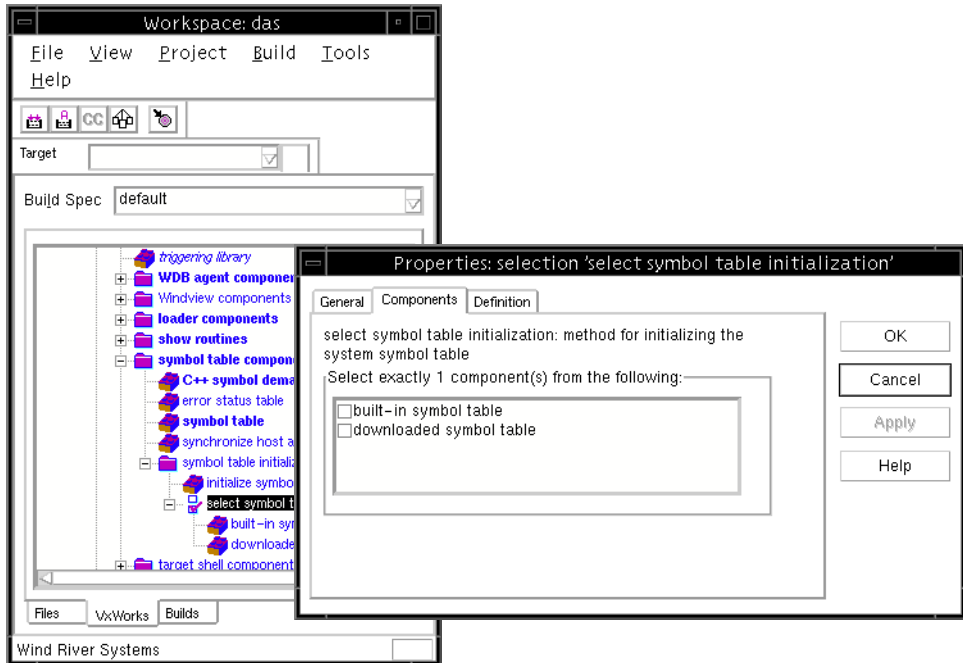 Workspace: das
File View Project Build Tools
Help
CC
Target
Build Spec default
triggering library
WDB agent componen
Windview components
loader components
show routines
symbol table compon
C++ symbol dema
error status table
symbol table
synchronize host a
symbol table initializ
initialize symbo
select symbol t
built-in syr
downloade
target shell component
Files VxWorks Builds
Wind River Systems
Properties: selection 'select symbol table initialization'
General Components Definition
select symbol table initialization: method for initializing the
system symbol table
Select exactly 1 component(s) from the following:
built-in symbol table
downloaded symbol table
OK
Cancel
Apply
Help